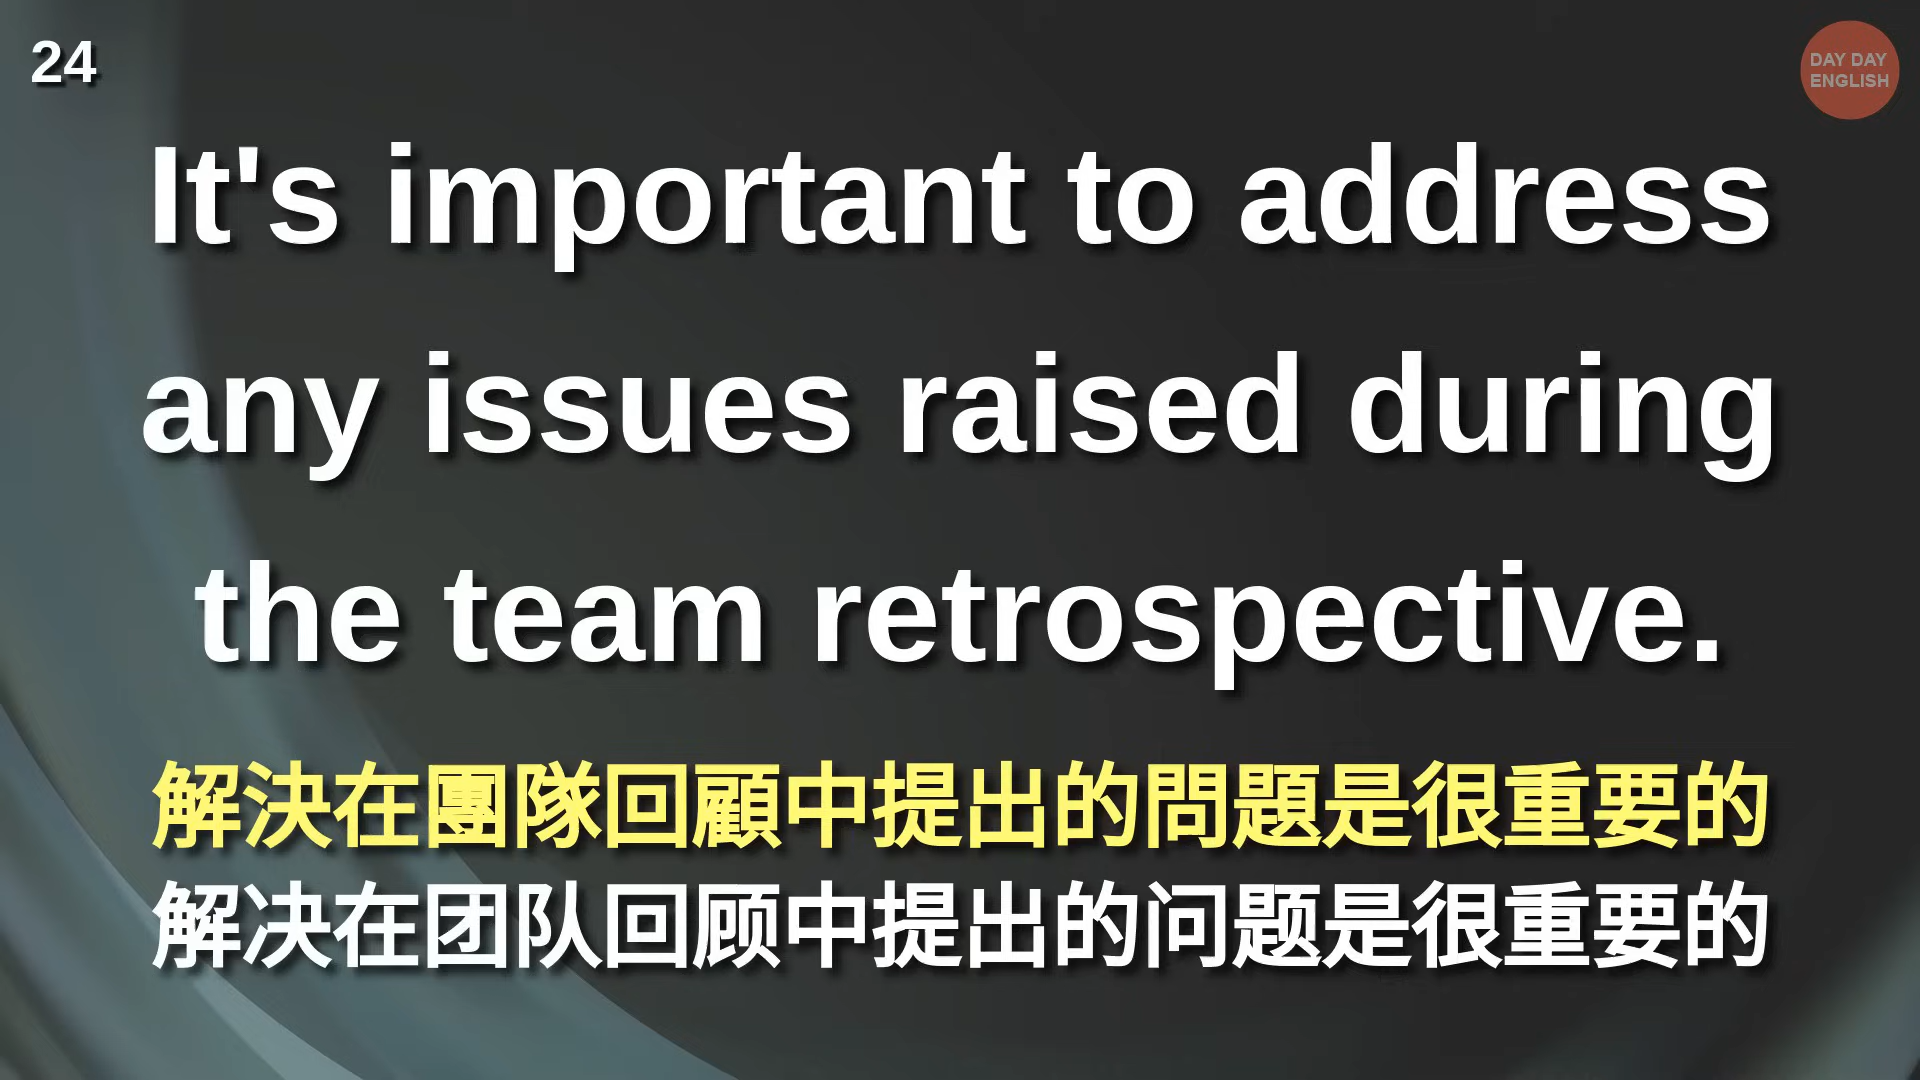 24
DAY DAY
ENGLISH
It's important to address
any issues raised during
the team retrospective.
解決在團隊回顧中提出的問題是很重要的
解决在团队回顾中提出的问题是很重要的